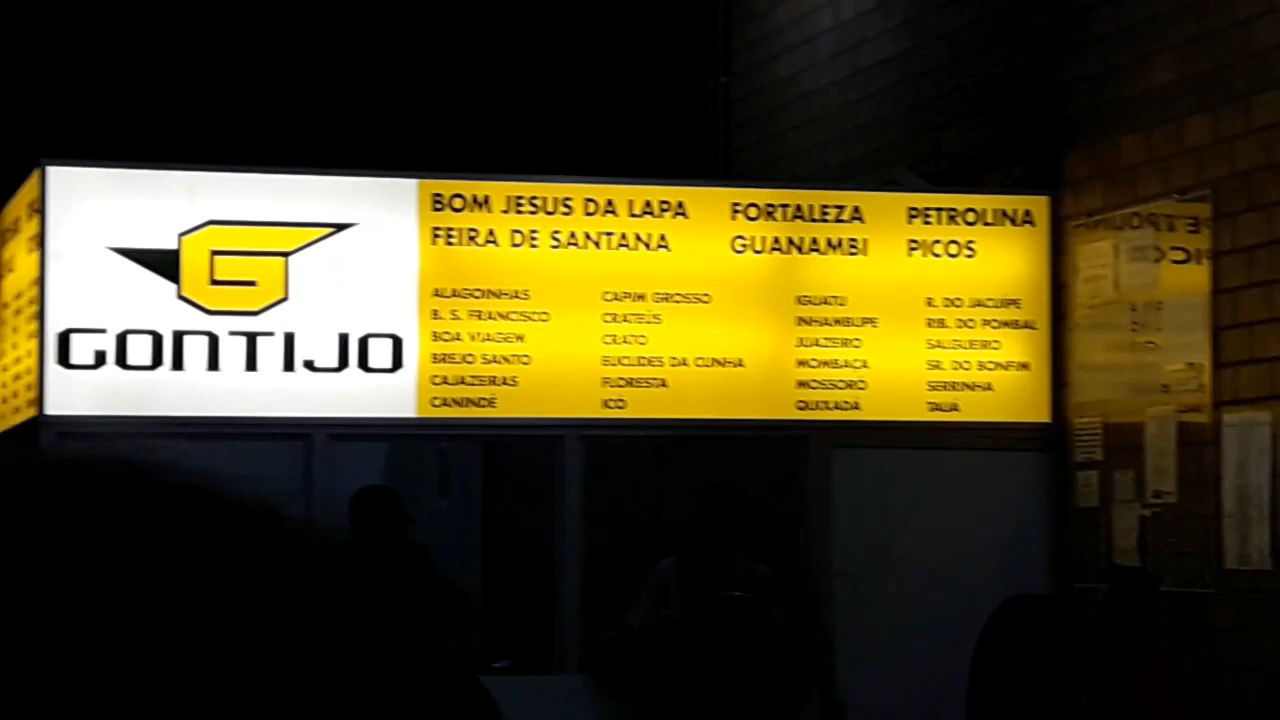 GONTIJO
BOM JESUS DA LAPA
FEIRA DE SANTANA
FORTALEZA
GUANAMBI
PETROLINA
PICOS
ALAGOINHAS
B. S. FRANCISCO
BOA VIAGEM
BREJO SANTO
CAJAZEIRAS
CANINDÉ
CAPIM GROSSO
CRATEÚS
CRATO
EUCLIDES DA CUNHA
FLORESTA
ICÓ
IGUATU
INHAMBUPE
JUAZEIRO
MOMBAÇA
MOSSORÓ
QUIXADÁ
R. DO JACUÍPE
RIB. DO POMBAL
SALGUEIRO
SR. DO BONFIM
SERRINHA
TAUÁ